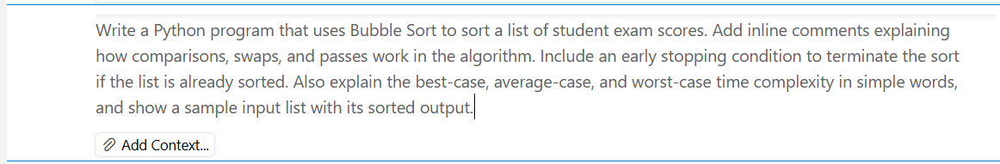 Write a Python program that uses Bubble Sort to sort a list of student exam scores. Add inline comments explaining
how comparisons, swaps, and passes work in the algorithm. Include an early stopping condition to terminate the sort
if the list is already sorted. Also explain the best-case, average-case, and worst-case time complexity in simple words,
and show a sample input list with its sorted output.
Add Context...